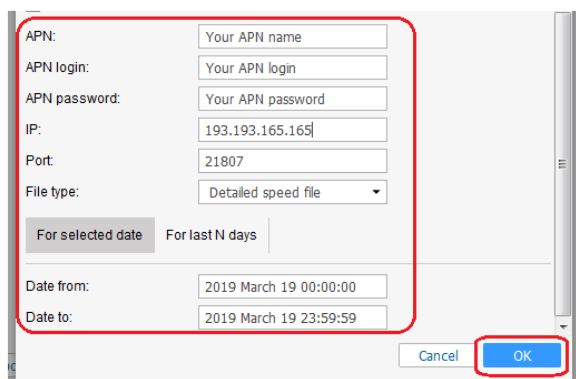 APN: Your APN name
APN login: Your APN login
APN password: Your APN password
IP: 193.193.165.165
Port: 21807
File type: Detailed speed file
For selected date For last N days
Date from: 2019 March 19 00:00:00
Date to: 2019 March 19 23:59:59
Cancel OK